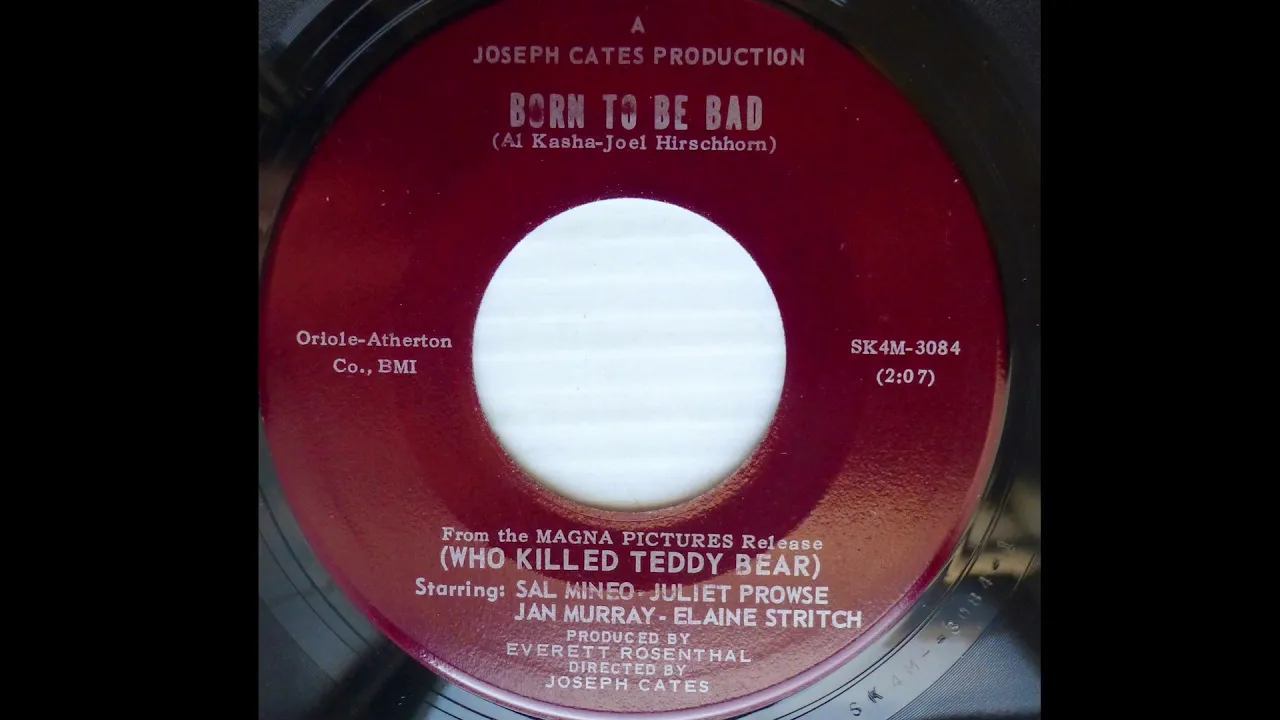 A
JOSEPH CATES PRODUCTION
BORN TO BE BAD
(Al Kasha-Joel Hirschhorn)
Oriole-Atherton
Co., BMI
SK4M-3084
(2:07)
From the MAGNA PICTURES Release
(WHO KILLED TEDDY BEAR)
Starring: SAL MINEO - JULIET PROWSE
JAN MURRAY - ELAINE STRITCH
PRODUCED BY
EVERETT ROSENTHAL
DIRECTED BY
JOSEPH CATES